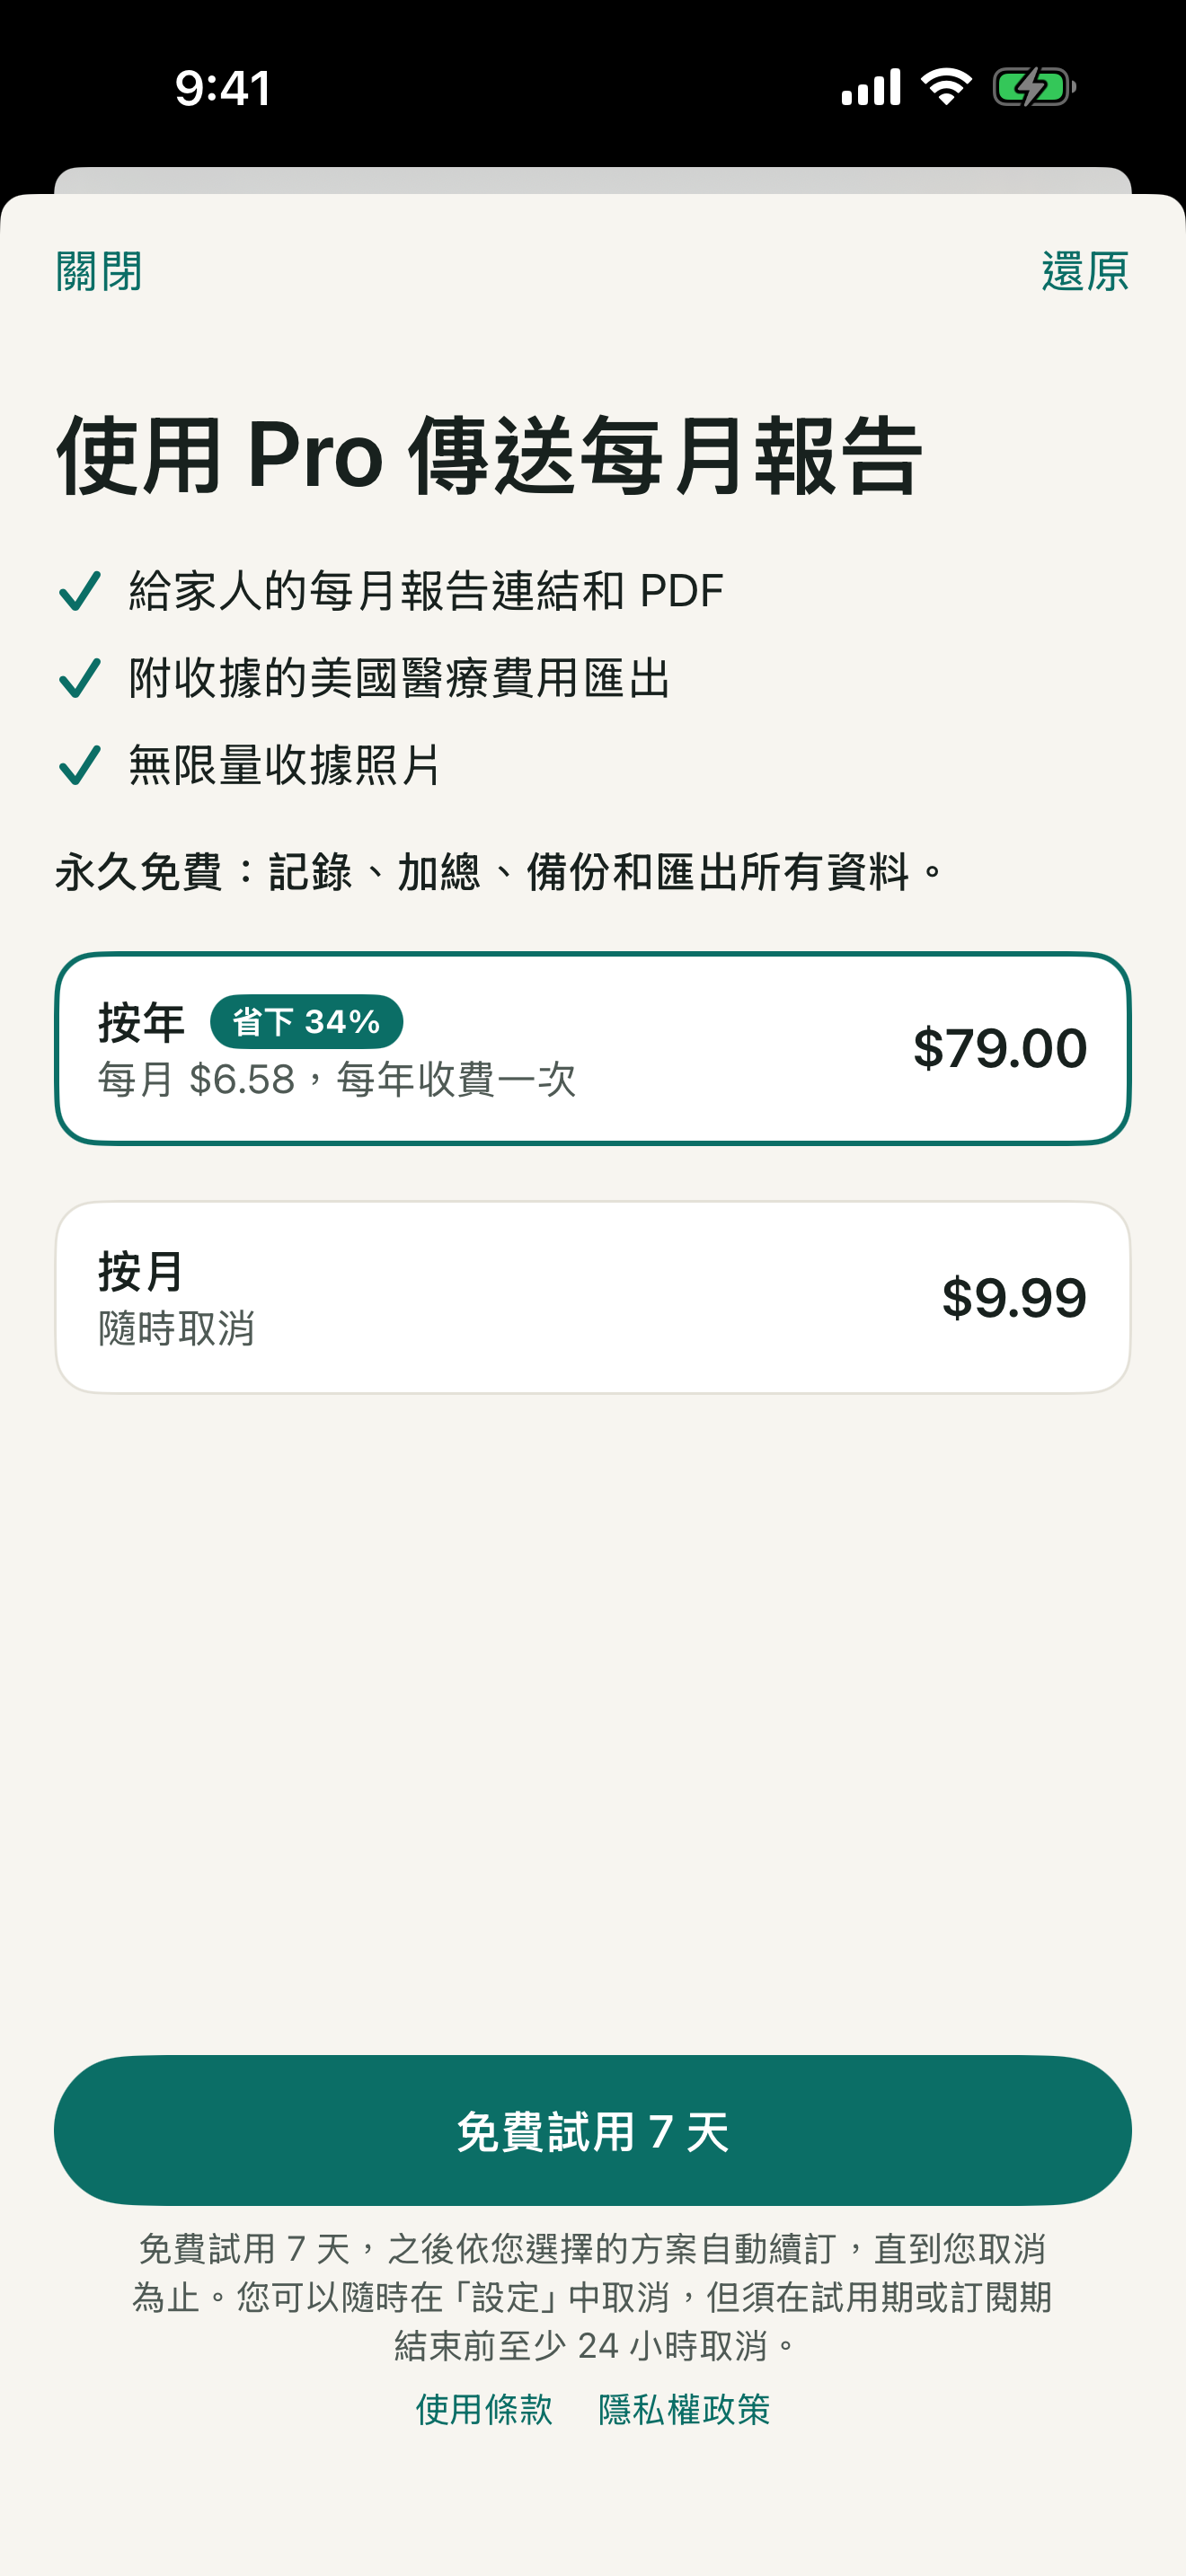 9:41
關閉
還原
使用 Pro 傳送每月報告
給家人的每月報告連結和 PDF
附收據的美國醫療費用匯出
無限量收據照片
永久免費：記錄、加總、備份和匯出所有資料。
按年 省下 34%
每月 $6.58，每年收費一次
$79.00
按月
隨時取消
$9.99
免費試用 7 天
免費試用 7 天，之後依您選擇的方案自動續訂，直到您取消
為止。您可以隨時在「設定」中取消，但須在試用期或訂閱期
結束前至少 24 小時取消。
使用條款 隱私權政策